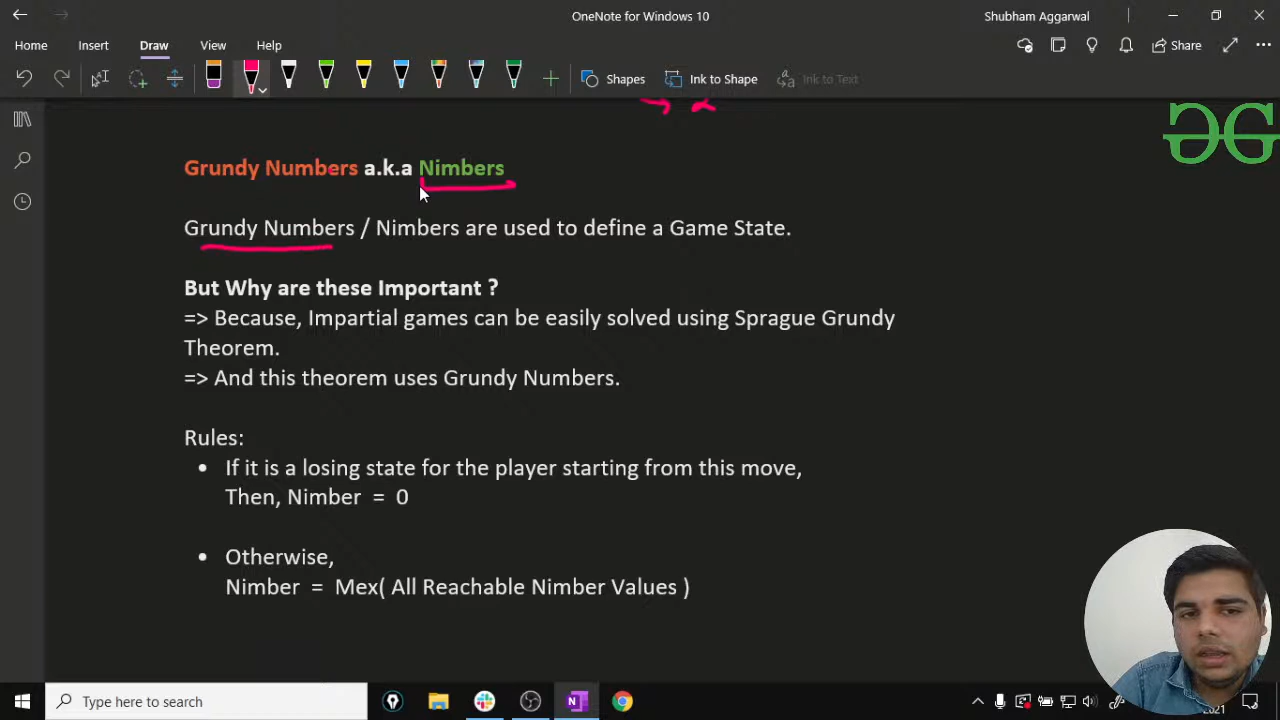 OneNote for Windows 10
Shubham Aggarwal
Home Insert Draw View Help
Share
Shapes Ink to Shape Ink to Text
Grundy Numbers a.k.a Nimbers
Grundy Numbers / Nimbers are used to define a Game State.
But Why are these Important ?
=> Because, Impartial games can be easily solved using Sprague Grundy
Theorem.
=> And this theorem uses Grundy Numbers.
Rules:
• If it is a losing state for the player starting from this move,
Then, Nimber = 0
• Otherwise,
Nimber = Mex( All Reachable Nimber Values )
Type here to search